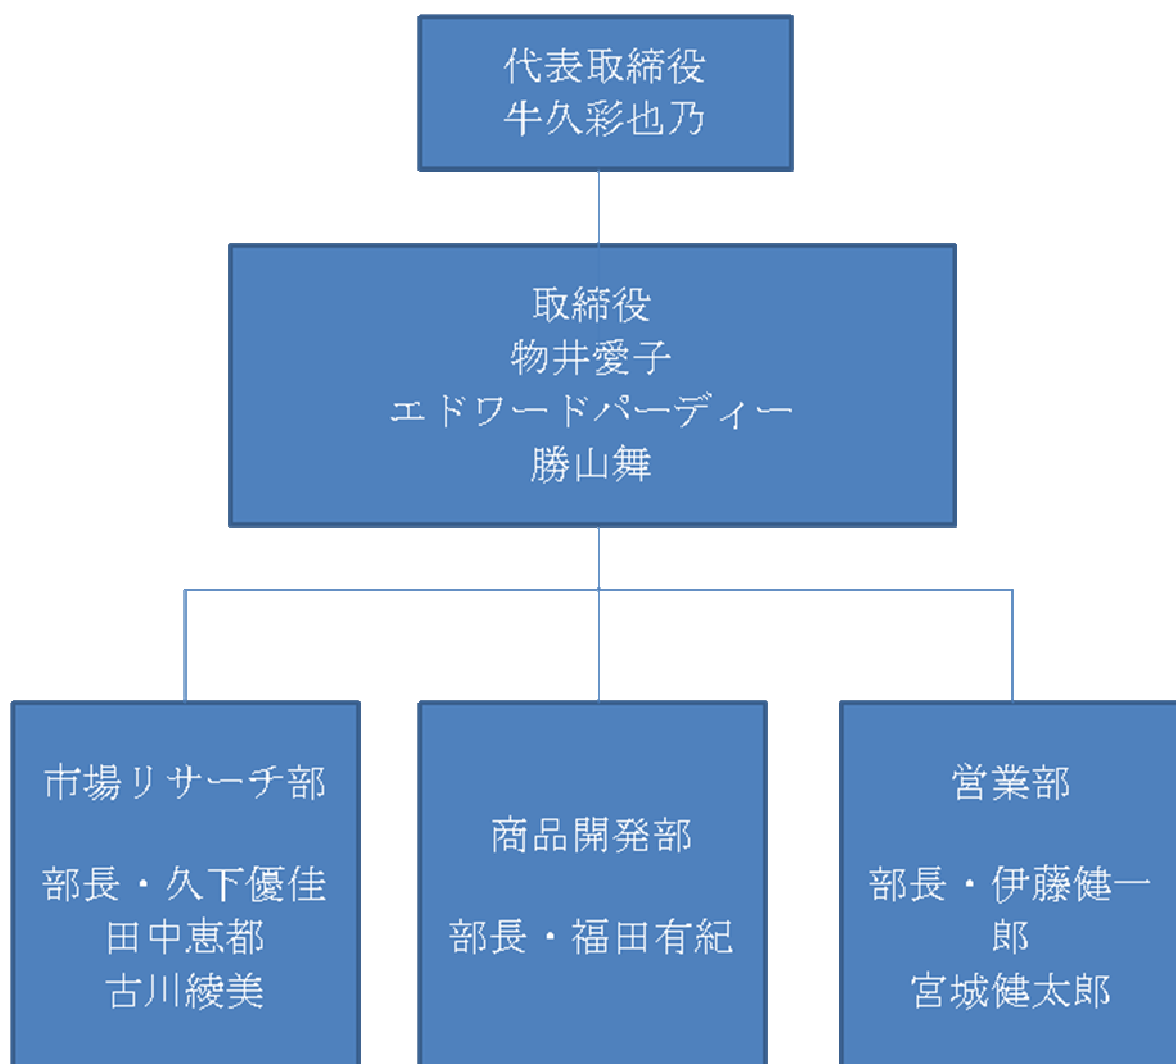 代表取締役
牛久彩也乃
取締役
物井愛子
エドワードパーディー
勝山舞
市場リサーチ部
部長・久下優佳
田中恵都
古川綾美
商品開発部
部長・福田有紀
営業部
部長・伊藤健一
郎
宮城健太郎